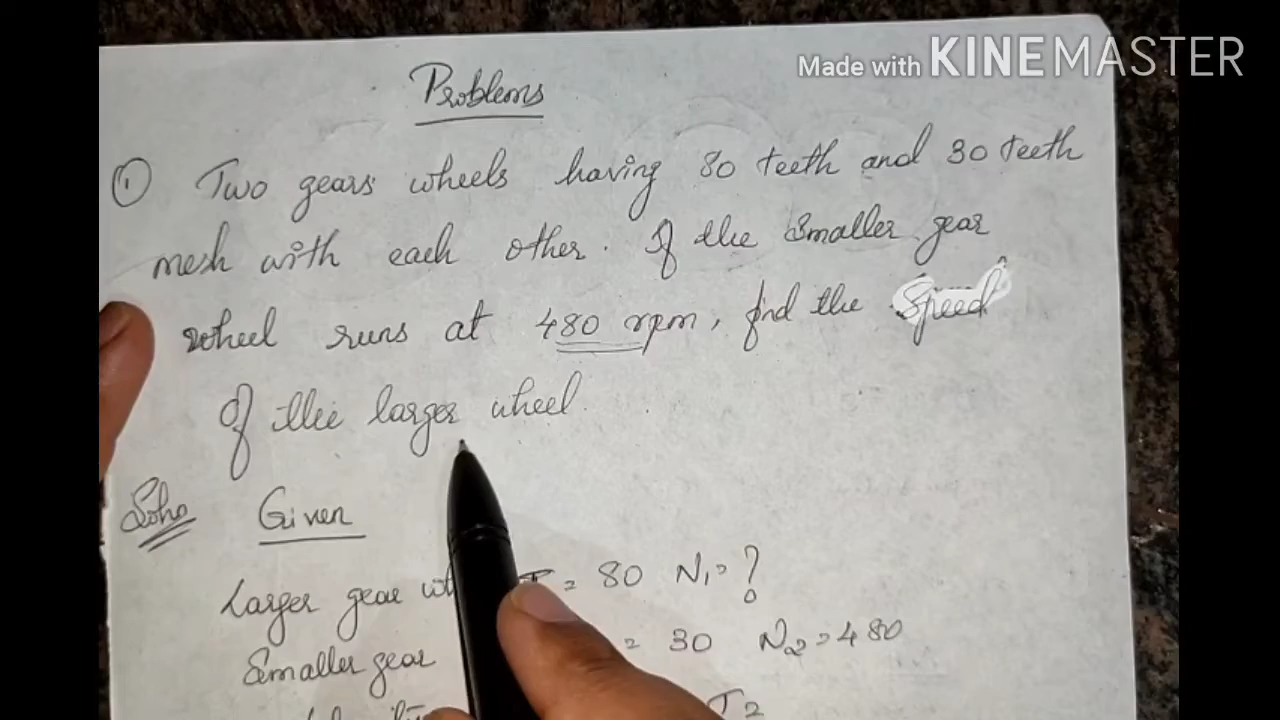 Made with KINEMASTER
Problems
① Two gears wheels having 80 teeth and 30 teeth
mesh with each other. If the smaller gear
wheel runs at 480 rpm, find the Speed
Of the larger wheel.
Soln Given
Larger gear = 80 N₁ = ?
Smaller gear = 30 N₂ = 480
T₂